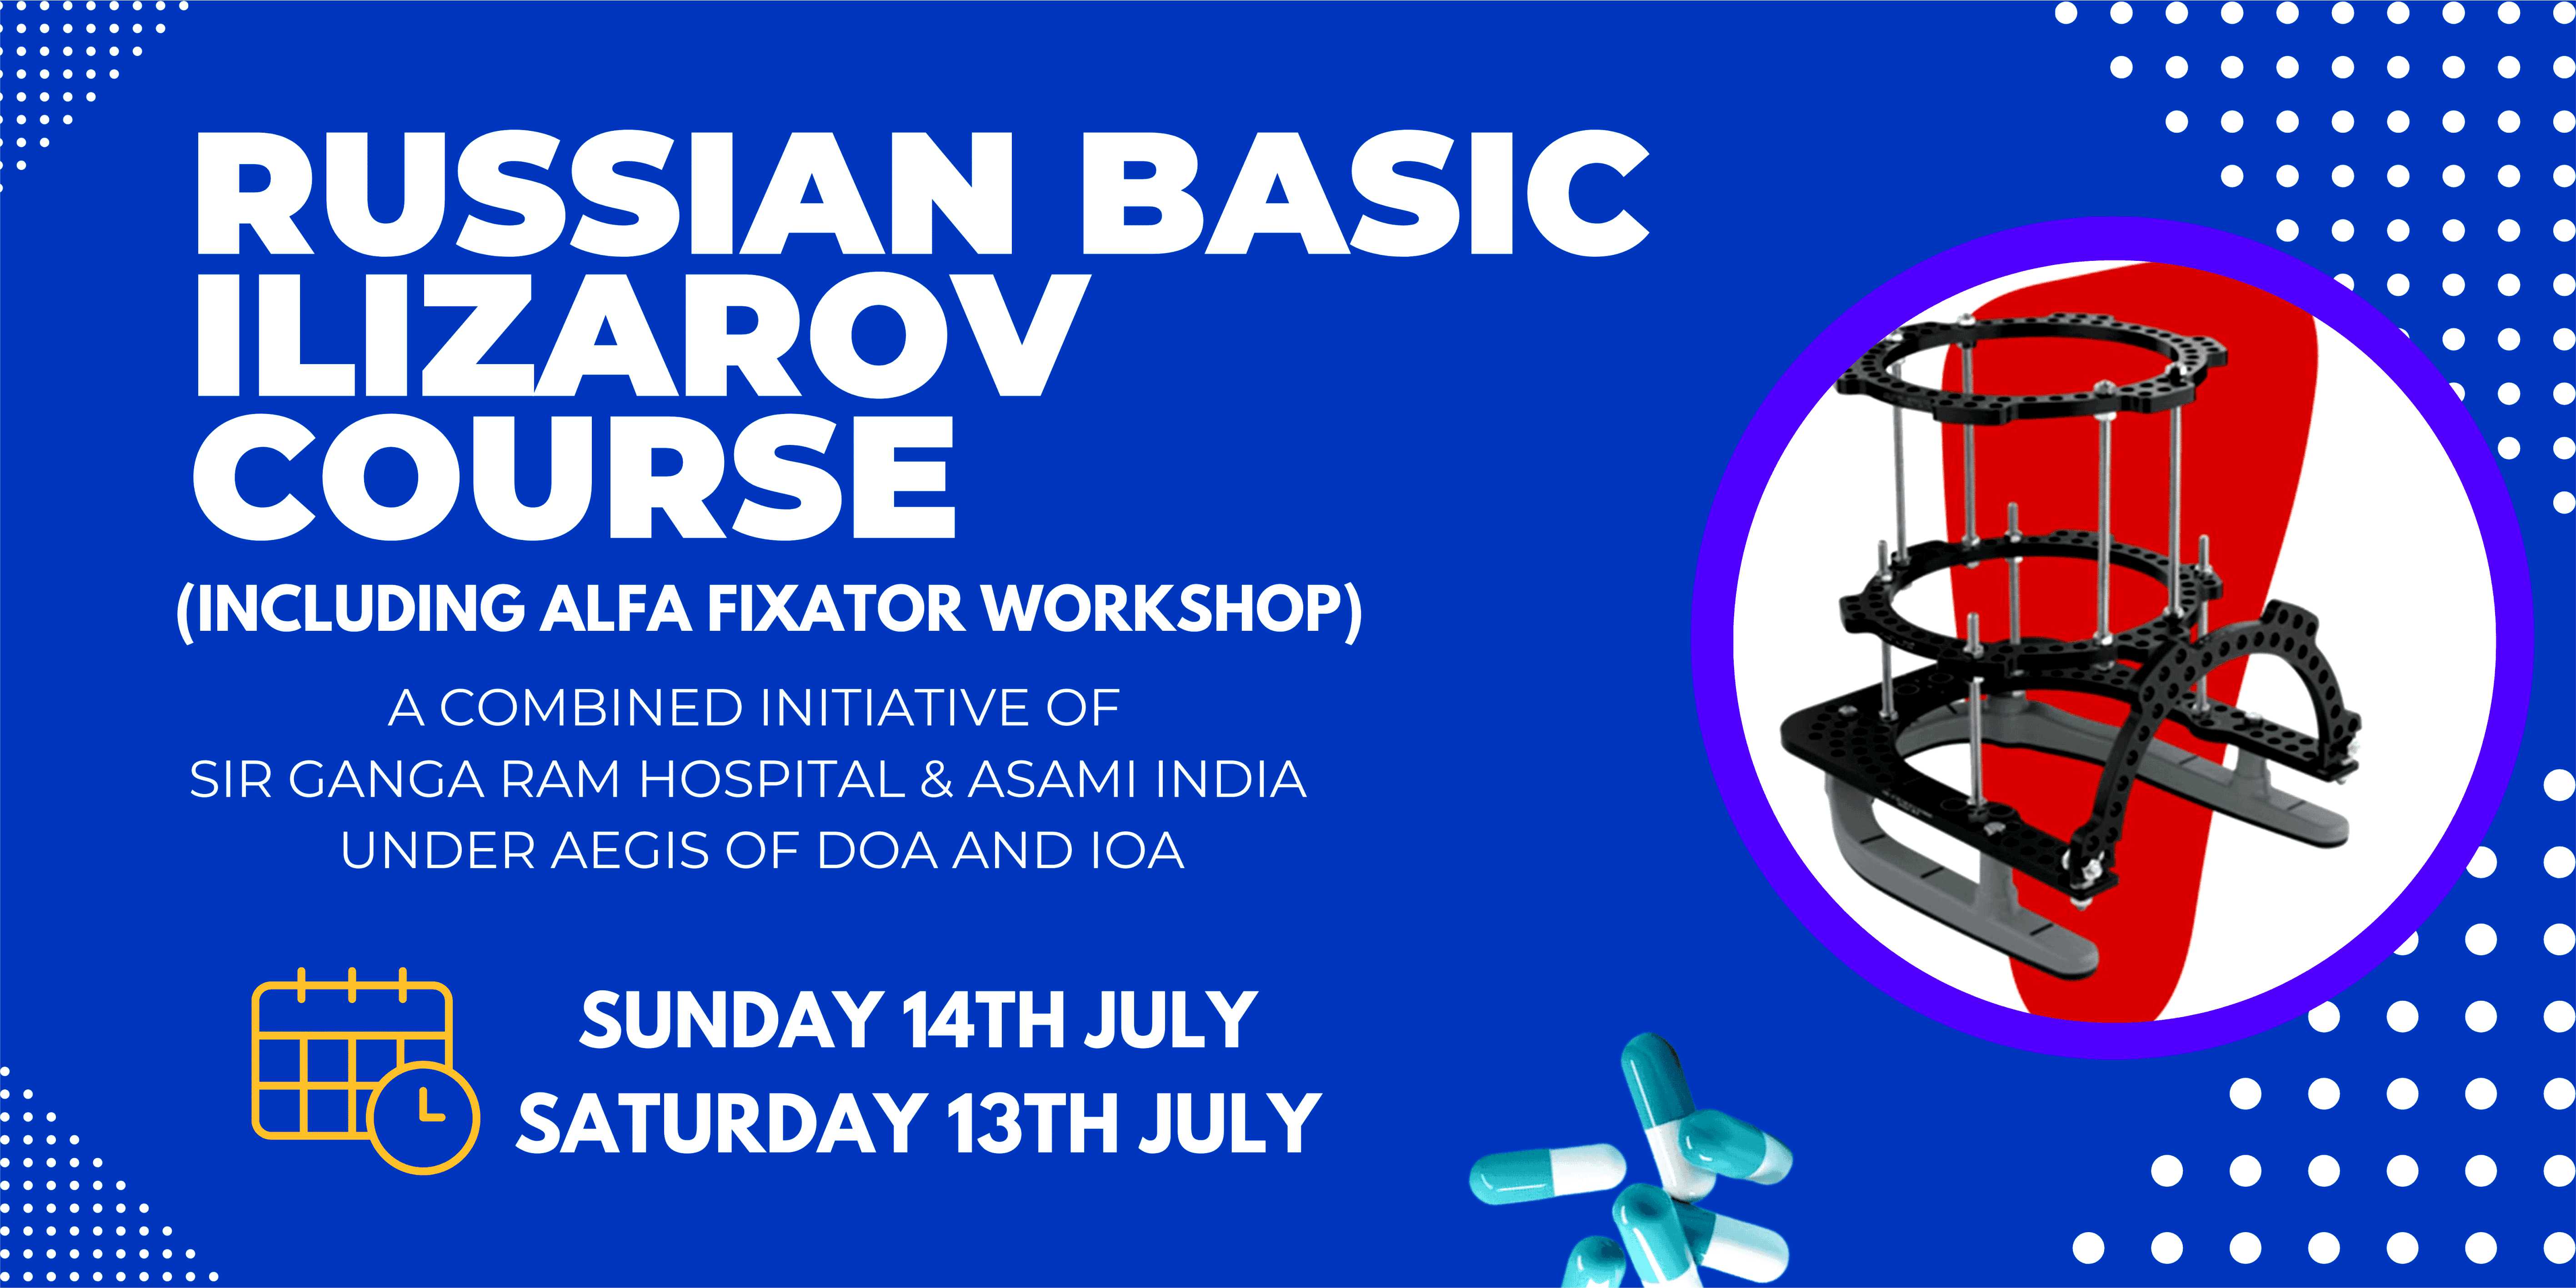 RUSSIAN BASIC
ILIZAROV
COURSE
(INCLUDING ALFA FIXATOR WORKSHOP)
A COMBINED INITIATIVE OF
SIR GANGA RAM HOSPITAL & ASAMI INDIA
UNDER AEGIS OF DOA AND IOA
SUNDAY 14TH JULY
SATURDAY 13TH JULY